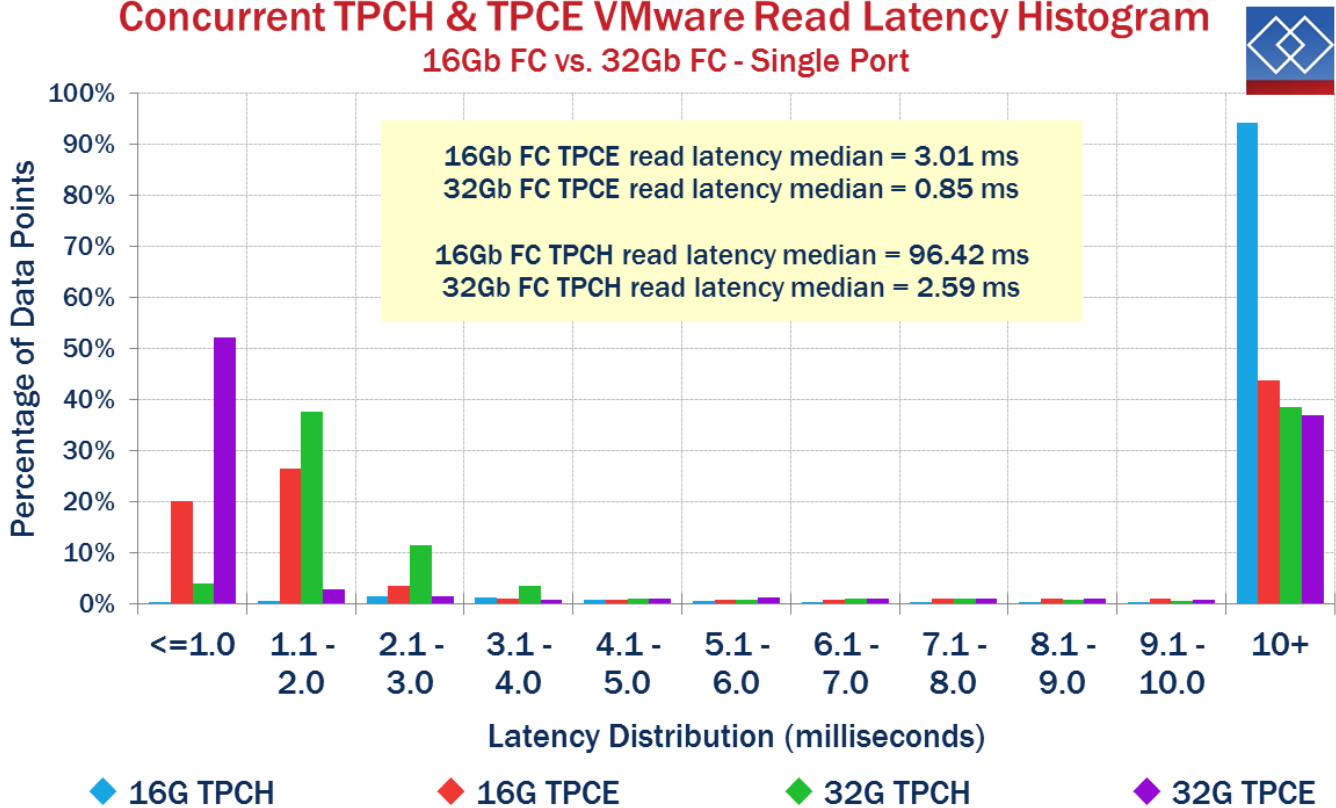 Concurrent TPCH & TPCE VMware Read Latency Histogram
16Gb FC vs. 32Gb FC - Single Port
100%
90%
80%
70%
60%
50%
40%
30%
20%
10%
0%
Percentage of Data Points
16Gb FC TPCE read latency median = 3.01 ms
32Gb FC TPCE read latency median = 0.85 ms
16Gb FC TPCH read latency median = 96.42 ms
32Gb FC TPCH read latency median = 2.59 ms
<=1.0
1.1 - 2.0
2.1 - 3.0
3.1 - 4.0
4.1 - 5.0
5.1 - 6.0
6.1 - 7.0
7.1 - 8.0
8.1 - 9.0
9.1 - 10.0
10+
Latency Distribution (milliseconds)
16G TPCH
16G TPCE
32G TPCH
32G TPCE